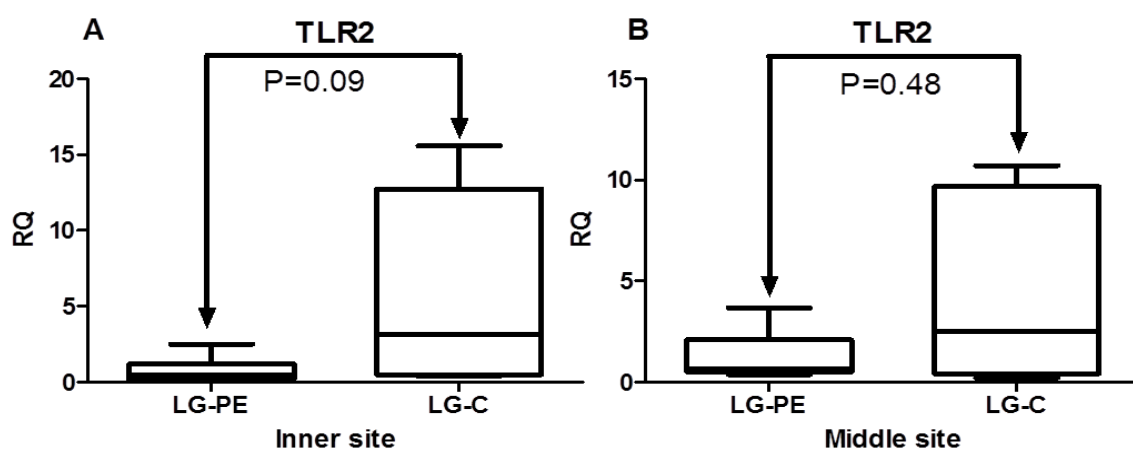 A
TLR2
P=0.09
20
15
10
5
0
RQ
LG-PE
LG-C
Inner site
B
TLR2
P=0.48
15
10
5
0
RQ
LG-PE
LG-C
Middle site